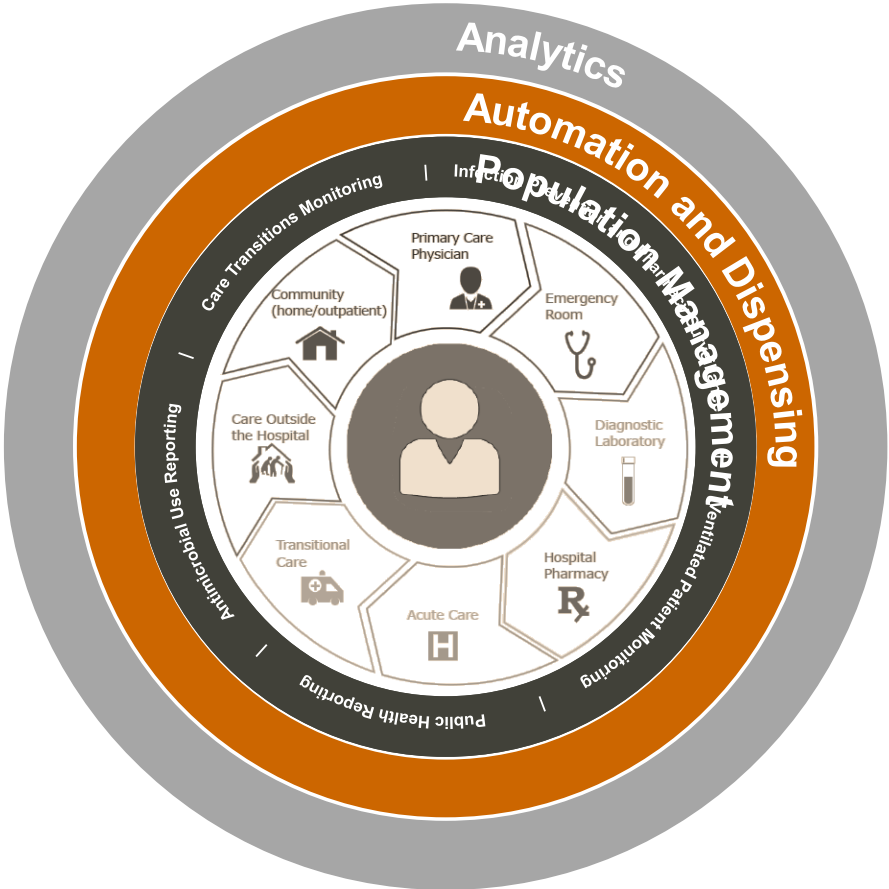 Analytics
Automation and Dispensing
Population Management
Care Transitions Monitoring
|
Ventilated Patient Monitoring
|
Public Health Reporting
|
Antimicrobial Use Reporting
|
Primary Care
Physician
Emergency
Room
Diagnostic
Laboratory
Hospital
Pharmacy
Acute Care
H
Transitional
Care
Care Outside
the Hospital
Community
(home/outpatient)